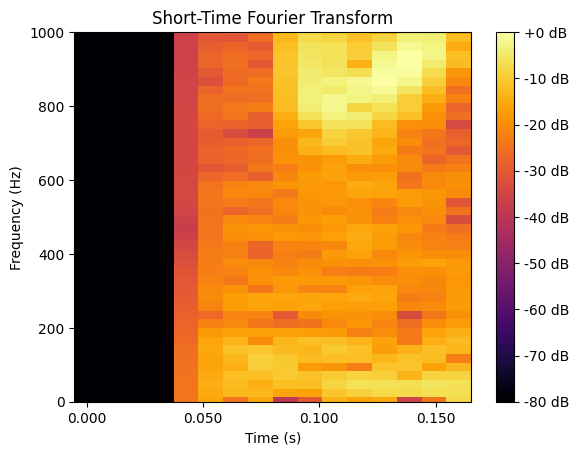 Short-Time Fourier Transform
1000
800
600
400
200
0
Frequency (Hz)
0.000
0.050
0.100
0.150
Time (s)
+0 dB
-10 dB
-20 dB
-30 dB
-40 dB
-50 dB
-60 dB
-70 dB
-80 dB